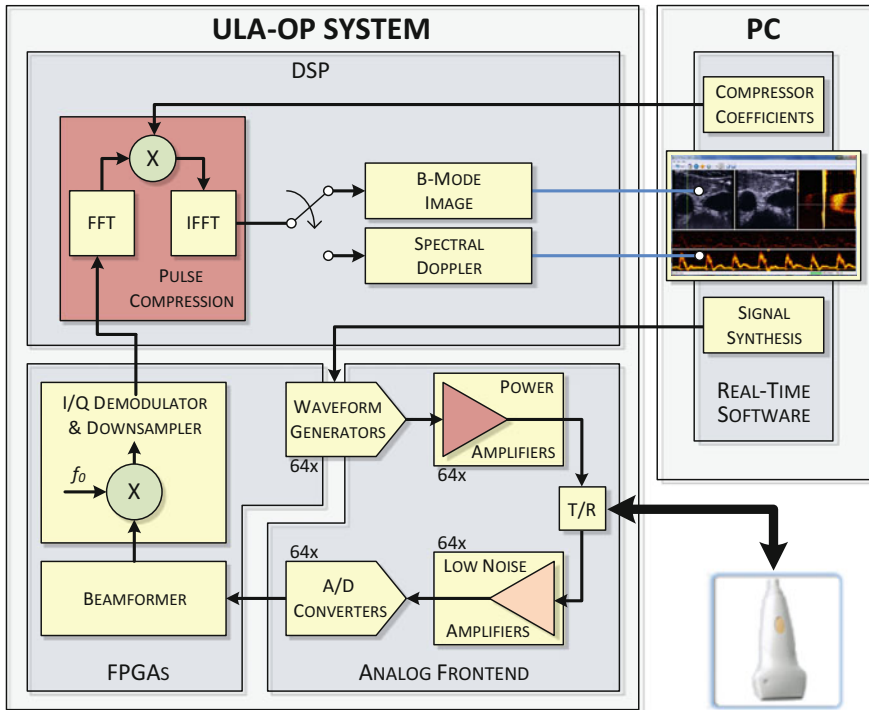 ULA-OP SYSTEM
PC
DSP
COMPRESSOR
COEFFICIENTS
X
FFT
IFFT
PULSE
COMPRESSION
B-MODE
IMAGE
SPECTRAL
DOPPLER
SIGNAL
SYNTHESIS
REAL-TIME
SOFTWARE
I/Q DEMODULATOR
& DOWNSAMPLER
f0
X
WAVEFORM
GENERATORS
64x
POWER
AMPLIFIERS
64x
T/R
BEAMFORMER
64x
A/D
CONVERTERS
64x
LOW NOISE
AMPLIFIERS
FPGAS
ANALOG FRONTEND